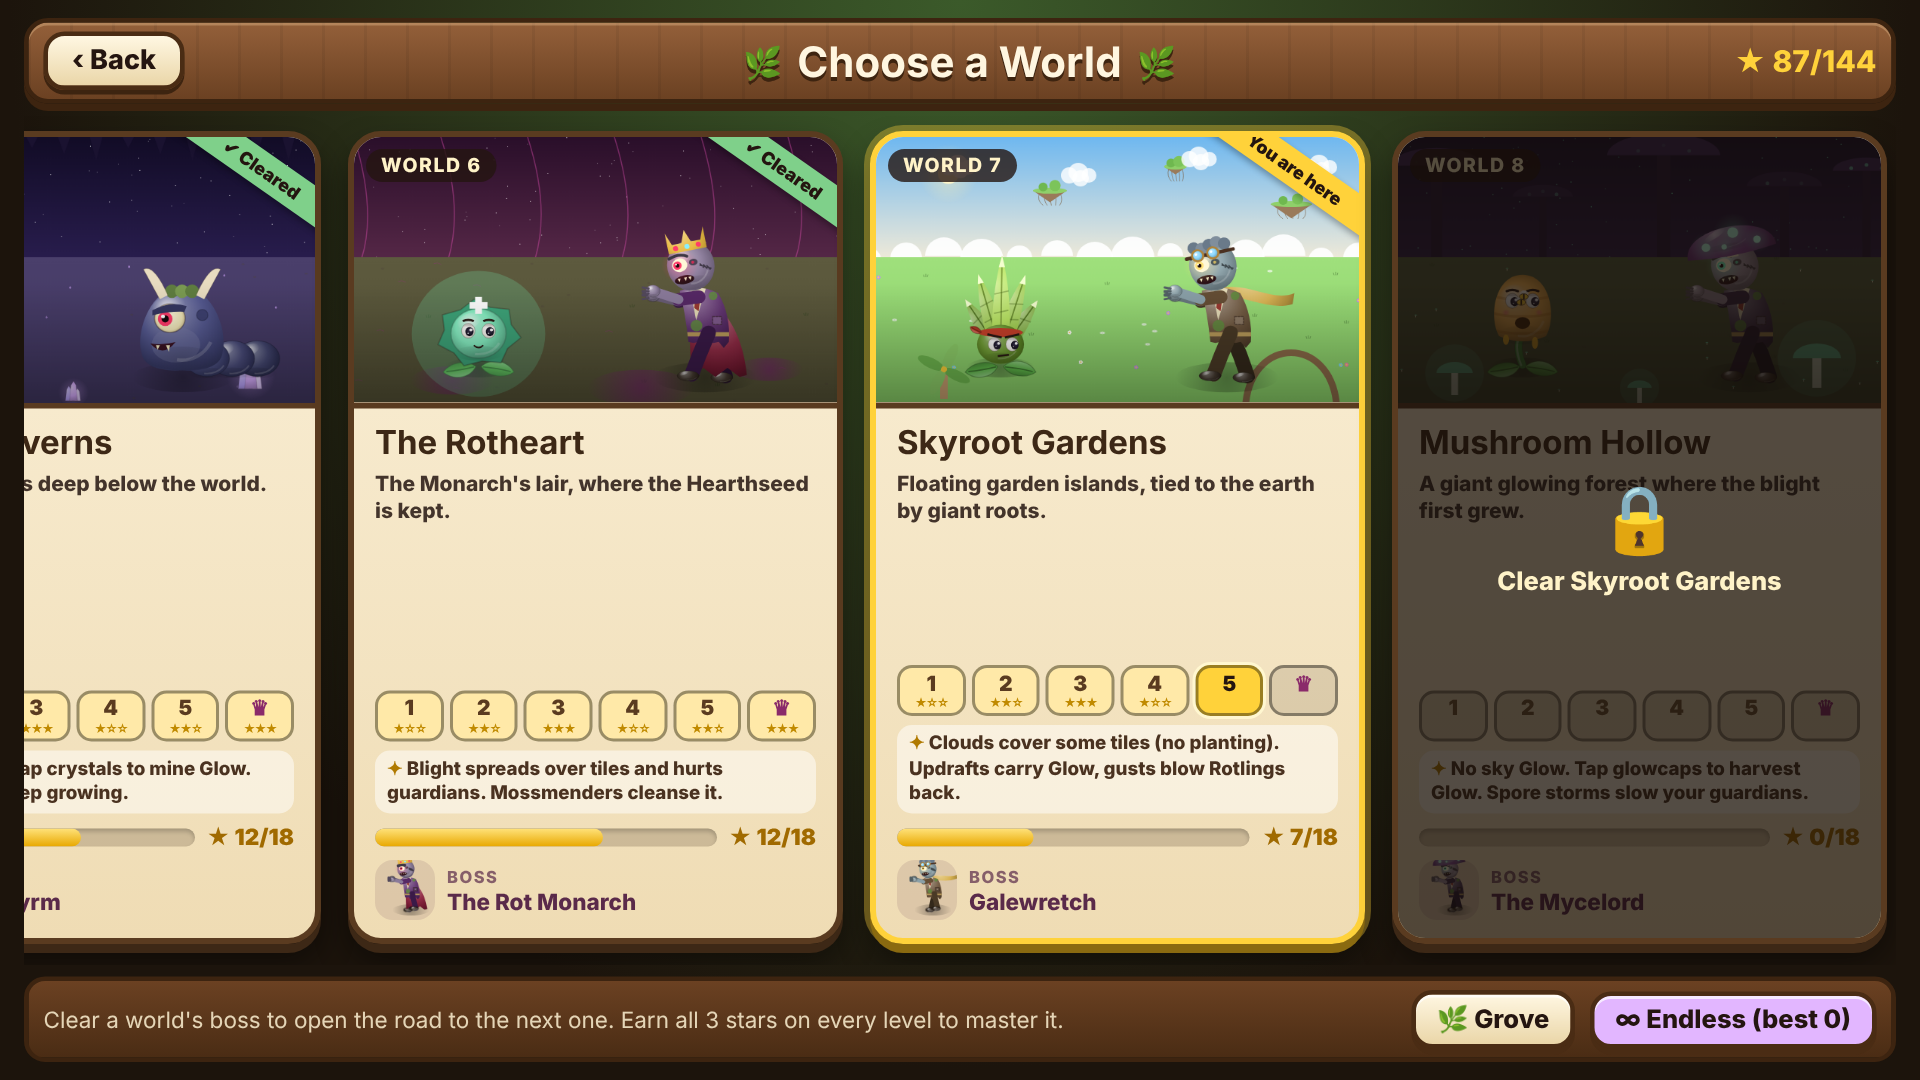 ‹ Back
Choose a World
★ 87/144
✓ Cleared
verns
s deep below the world.
3
★★★
4
★☆☆
5
★★☆
♛
★★★
ap crystals to mine Glow.
ep growing.
★ 12/18
yrm
WORLD 6
✓ Cleared
The Rotheart
The Monarch's lair, where the Hearthseed
is kept.
1
★☆☆
2
★★☆
3
★★★
4
★☆☆
5
★★☆
♛
★★★
✦ Blight spreads over tiles and hurts
guardians. Mossmenders cleanse it.
★ 12/18
BOSS
The Rot Monarch
WORLD 7
You are here
Skyroot Gardens
Floating garden islands, tied to the earth
by giant roots.
1
★☆☆
2
★★☆
3
★★★
4
★☆☆
5
♛
✦ Clouds cover some tiles (no planting).
Updrafts carry Glow, gusts blow Rotlings
back.
★ 7/18
BOSS
Galewretch
WORLD 8
Mushroom Hollow
A giant glowing forest where the blight
first grew.
Clear Skyroot Gardens
1
2
3
4
5
♛
✦ No sky Glow. Tap glowcaps to harvest
Glow. Spore storms slow your guardians.
★ 0/18
BOSS
The Mycelord
Clear a world's boss to open the road to the next one. Earn all 3 stars on every level to master it.
Grove
∞ Endless (best 0)